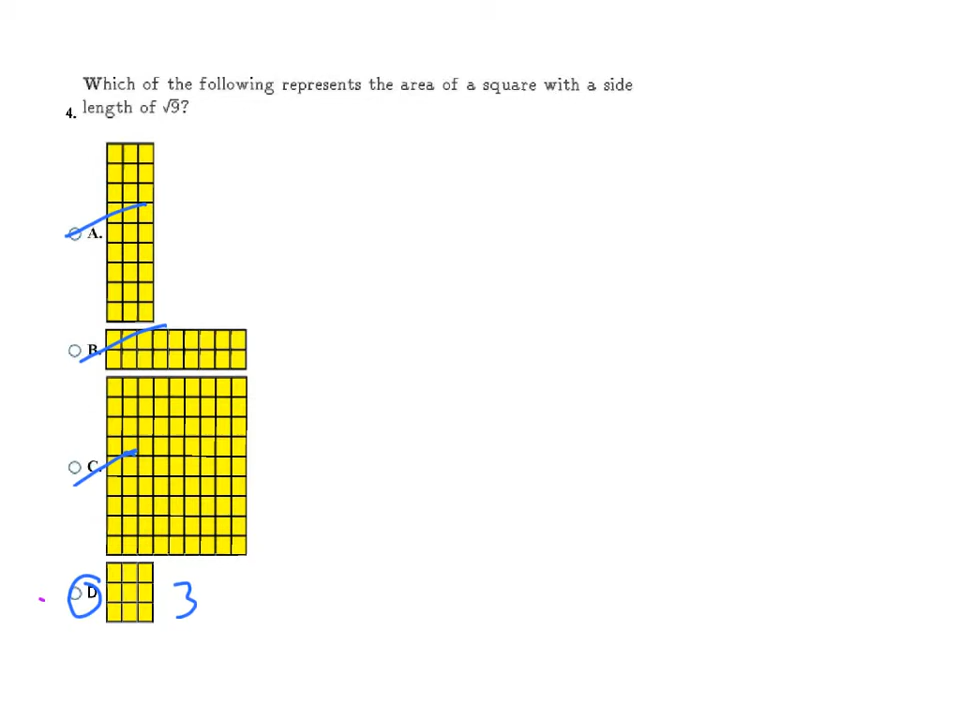 Which of the following represents the area of a square with a side
4. length of √9?
A.
B.
C.
D
3